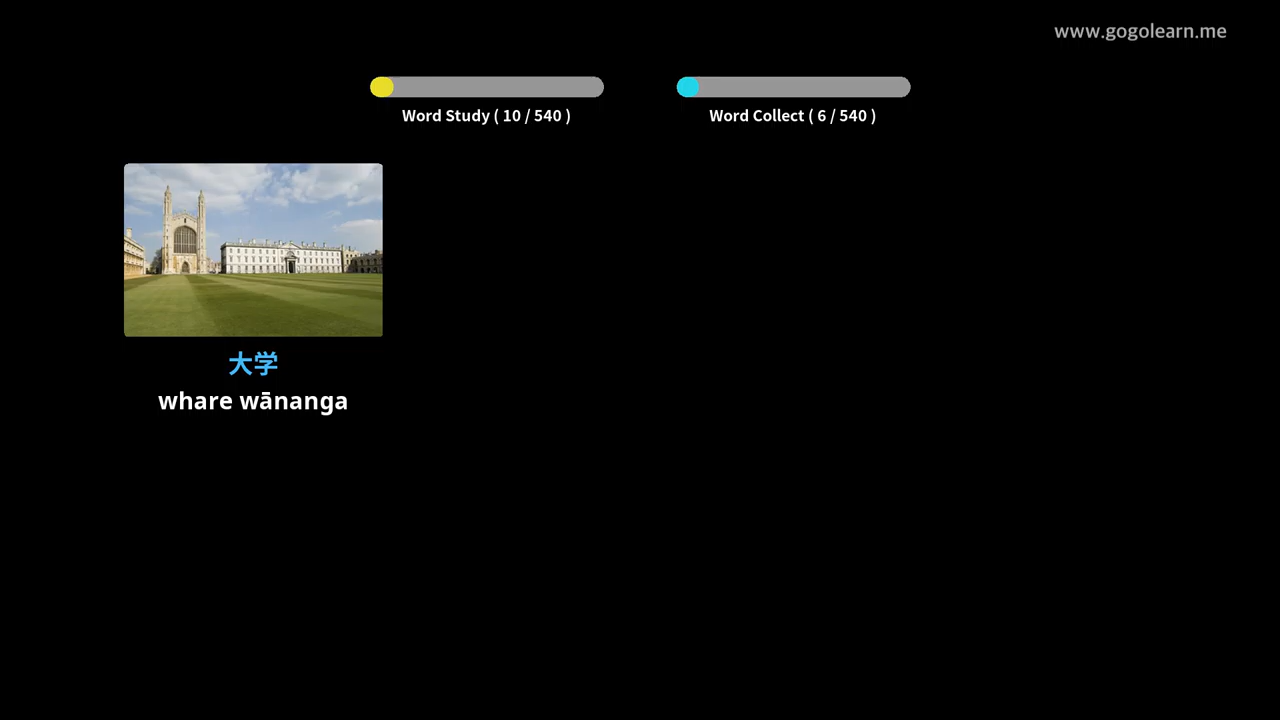 www.gogolearn.me
Word Study ( 10 / 540 )
Word Collect ( 6 / 540 )
大学
whare wānanga